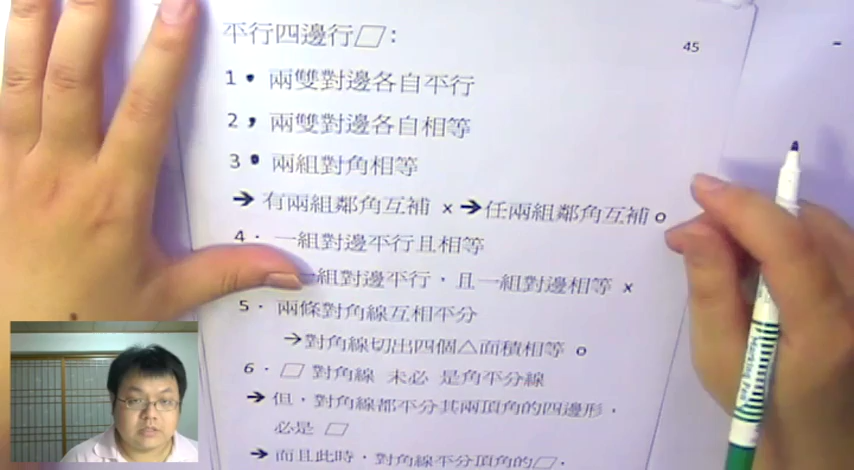 平行四邊行▱:
45
1 • 兩雙對邊各自平行
2 , 兩雙對邊各自相等
3 • 兩組對角相等
➔ 有兩組鄰角互補 x ➔ 任兩組鄰角互補 o
4 · 一組對邊平行且相等
一組對邊平行，且一組對邊相等 x
5 · 兩條對角線互相平分
→對角線切出四個△面積相等 o
6 · ▱ 對角線 未必 是角平分線
➔ 但，對角線都平分其兩頂角的四邊形，
必是 ▱
➔ 而且此時，對角線平分頂角的▱.
Marking Pen